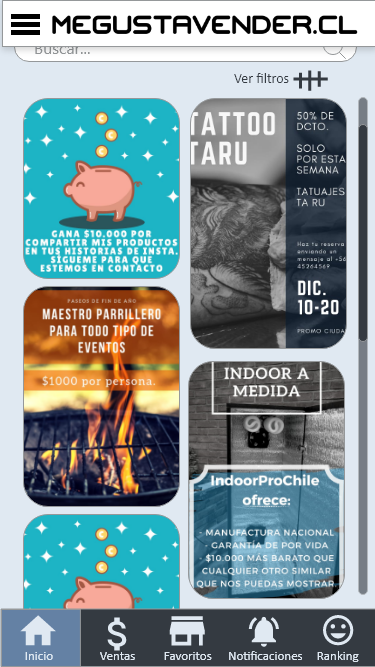 MEGUSTAVENDER.CL
Buscar...
Ver filtros
GANA $10.000 POR
COMPARTIR MIS PRODUCTOS
EN TUS HISTORIAS DE INSTA.
SÍGUEME PARA QUE
ESTEMOS EN CONTACTO
TATTOO
TARU
50% DE
DCTO.
SOLO
POR ESTA
SEMANA
TATUAJES
TA RU
Haz tu reserva
enviando un
mensaje al +56
45264569
DIC.
10-20
PROMO CIUDA
PASEOS DE FIN DE AÑO
MAESTRO PARRILLERO
PARA TODO TIPO DE
EVENTOS
$1000 por persona.
INDOOR A
MEDIDA
IndoorProChile
ofrece:
- MANUFACTURA NACIONAL
- GARANTÍA DE POR VIDA
- $10.000 MÁS BARATO QUE
CUALQUIER OTRO SIMILAR
QUE NOS PUEDAS MOSTRAR
Inicio
Ventas
Favoritos
Notificaciones
Ranking